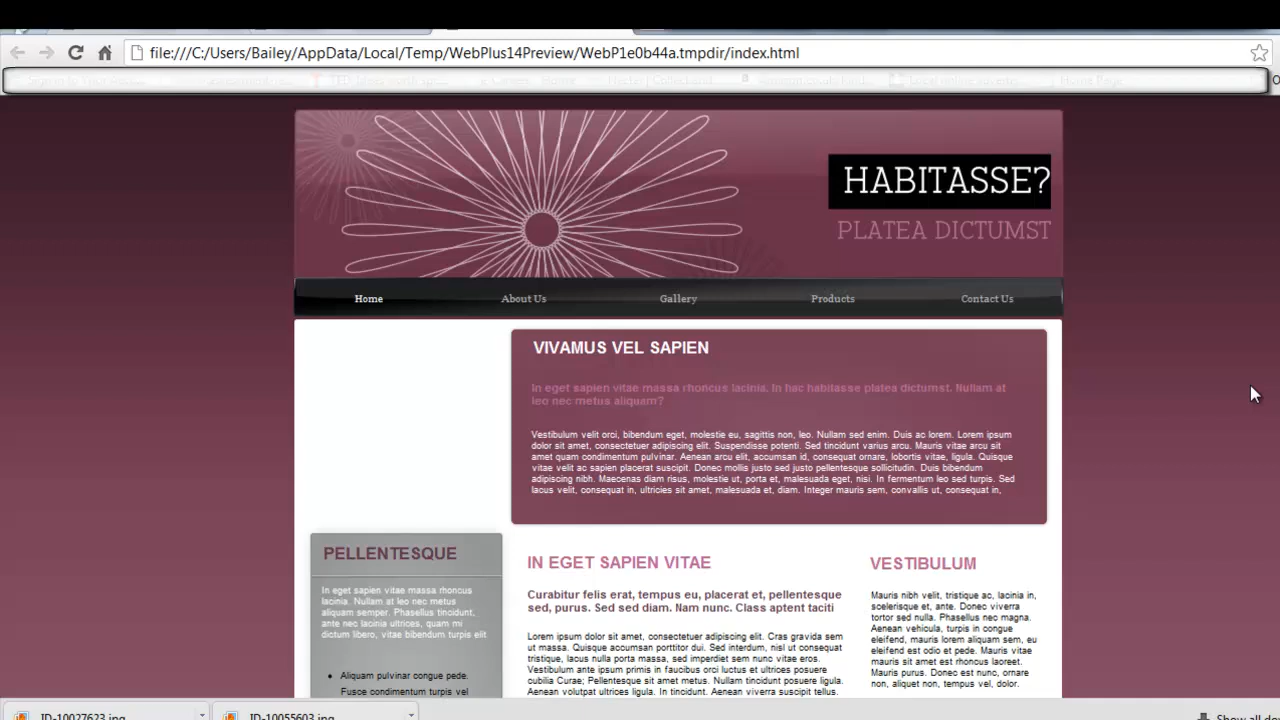 file:///C:/Users/Bailey/AppData/Local/Temp/WebPlus14Preview/WebP1e0b44a.tmpdir/index.html
Home Page
HABITASSE?
PLATEA DICTUMST
Home About Us Gallery Products Contact Us
VIVAMUS VEL SAPIEN
In eget sapien vitae massa rhoncus lacinia. In hac habitasse platea dictumst. Nullam at
leo nec metus aliquam?
Vestibulum velit orci, bibendum eget, molestie eu, sagittis non, leo. Nullam sed enim. Duis ac lorem. Lorem ipsum
dolor sit amet, consectetuer adipiscing elit. Suspendisse potenti. Sed tincidunt varius arcu. Mauris vitae arcu
sit amet quam condimentum pulvinar. Aenean arcu elit, accumsan id, consequat ornare, lobortis vitae, ligula. Quisque
vitae velit ac sapien placerat suscipit. Donec mollis justo sed justo pellentesque sollicitudin. Duis bibendum
adipiscing nibh. Maecenas diam risus, molestie ut, porta eget, malesuada eget, nisi. In fermentum leo sed turpis. Sed
lacus velit, consequat in, ultricies sit amet, malesuada et, diam. Integer mauris sem, convallis ut, consequat in,
PELLENTESQUE
In eget sapien vitae massa rhoncus
lacinia. Nullam at leo nec metus
aliquam semper. Phasellus tincidunt,
ante nec lacinia ultrices, quam mi
dictum libero, vitae bibendum turpis elit
• Aliquam pulvinar congue pede.
Fusce condimentum turpis vel
IN EGET SAPIEN VITAE
Curabitur felis erat, tempus eu, placerat et, pellentesque
sed, purus. Sed sed diam. Nam nunc. Class aptent taciti
Lorem ipsum dolor sit amet, consectetuer adipiscing elit. Cras gravida sem
ut massa. Quisque accumsan porttitor dui. Sed interdum, nisl ut consequat
tristique, lacus nulla porta massa, sed imperdiet sem nunc vitae eros.
Vestibulum ante ipsum primis in faucibus orci luctus et ultrices posuere
cubilia Curae; Pellentesque sit amet metus. Nullam tincidunt posuere ligula.
Aenean volutpat ultrices ligula. In tincidunt. Aenean viverra suscipit tellus.
VESTIBULUM
Mauris nibh velit, tristique ac, lacinia in,
scelerisque et, ante. Donec viverra
tortor sed nulla. Phasellus nec magna.
Aenean vehicula, turpis in congue
eleifend, mauris lorem aliquam sem, eu
eleifend est odio et pede. Mauris vitae
mauris sit amet est rhoncus laoreet.
Mauris purus. Donec est nunc, ornare
non, aliquet non, tempus vel, dolor.
ID-10027623.jpg ID-10055603.jpg Show all